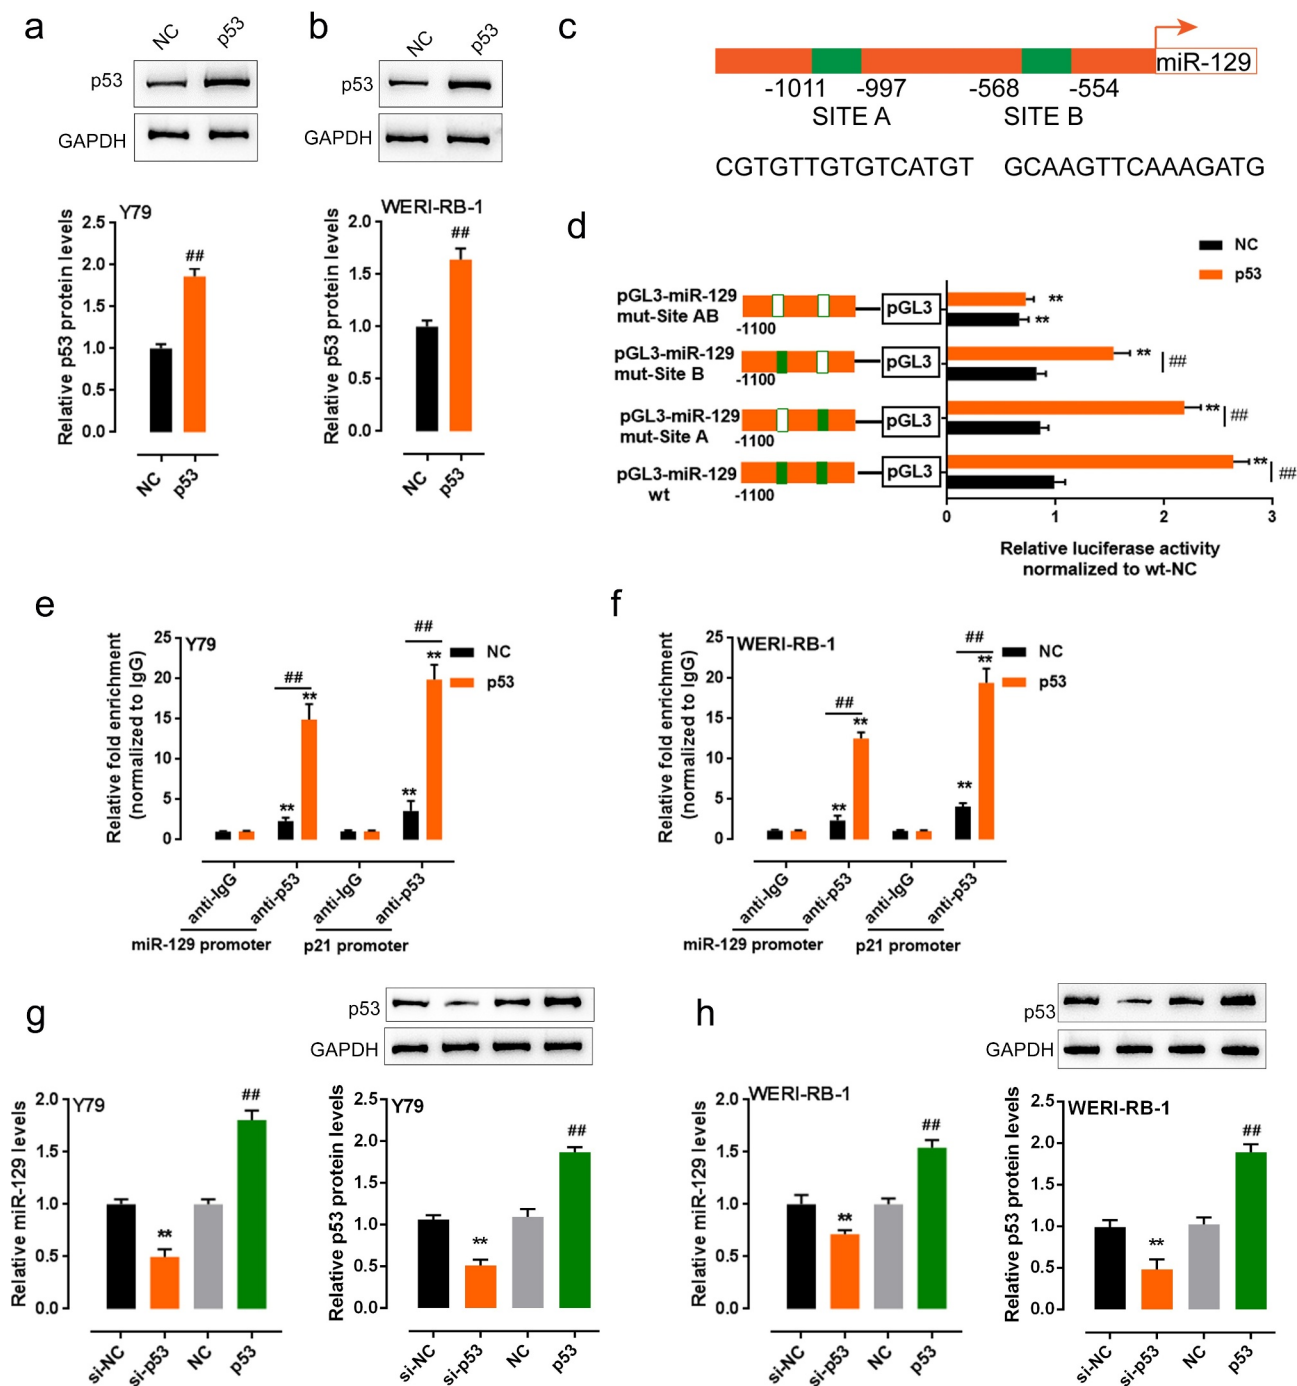 a
NC
p53
p53
GAPDH
Y79
Relative p53 protein levels
2.5
2.0
1.5
1.0
0.5
0.0
##
NC
p53
b
NC
p53
p53
GAPDH
WERI-RB-1
Relative p53 protein levels
2.0
1.5
1.0
0.5
0.0
##
NC
p53
c
miR-129
-1011
-997
-568
-554
SITE A
SITE B
CGTGTTGTGTCATGT
GCAAGTTCAAAGATG
d
NC
p53
pGL3-miR-129
mut-Site AB
-1100
pGL3
**
**
pGL3-miR-129
mut-Site B
-1100
pGL3
**
##
pGL3-miR-129
mut-Site A
-1100
pGL3
**
##
pGL3-miR-129
wt
-1100
pGL3
**
##
0
1
2
3
Relative luciferase activity
normalized to wt-NC
e
Y79
Relative fold enrichment
(normalized to IgG)
25
20
15
10
5
0
NC
p53
##
**
**
##
**
**
anti-IgG
anti-p53
anti-IgG
anti-p53
miR-129 promoter
p21 promoter
f
WERI-RB-1
Relative fold enrichment
(normalized to IgG)
25
20
15
10
5
0
NC
p53
##
**
**
##
**
**
anti-IgG
anti-p53
anti-IgG
anti-p53
miR-129 promoter
p21 promoter
g
Y79
Relative miR-129 levels
2.0
1.5
1.0
0.5
0.0
**
##
si-NC
si-p53
NC
p53
p53
GAPDH
Y79
Relative p53 protein levels
2.5
2.0
1.5
1.0
0.5
0.0
**
##
si-NC
si-p53
NC
p53
h
WERI-RB-1
Relative miR-129 levels
2.0
1.5
1.0
0.5
0.0
**
##
si-NC
si-p53
NC
p53
p53
GAPDH
WERI-RB-1
Relative p53 protein levels
2.5
2.0
1.5
1.0
0.5
0.0
**
##
si-NC
si-p53
NC
p53